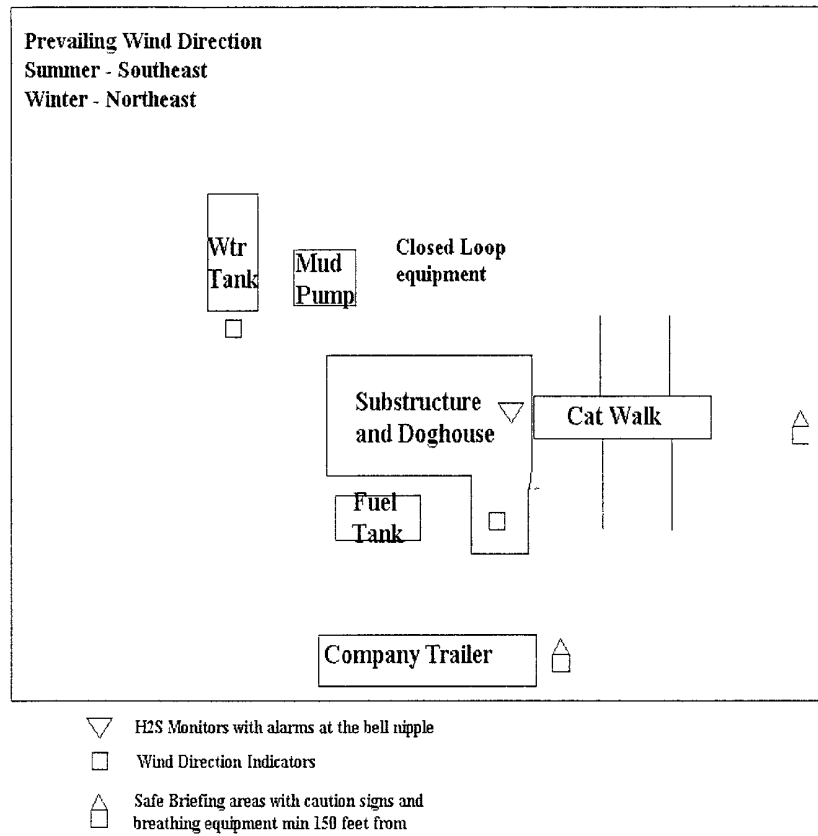 Prevailing Wind Direction
Summer - Southeast
Winter - Northeast
Wtr
Tank
Mud
Pump
Closed Loop
equipment
Substructure
and Doghouse
Cat Walk
Fuel
Tank
Company Trailer
H2S Monitors with alarms at the bell nipple
Wind Direction Indicators
Safe Briefing areas with caution signs and
breathing equipment min 150 feet from